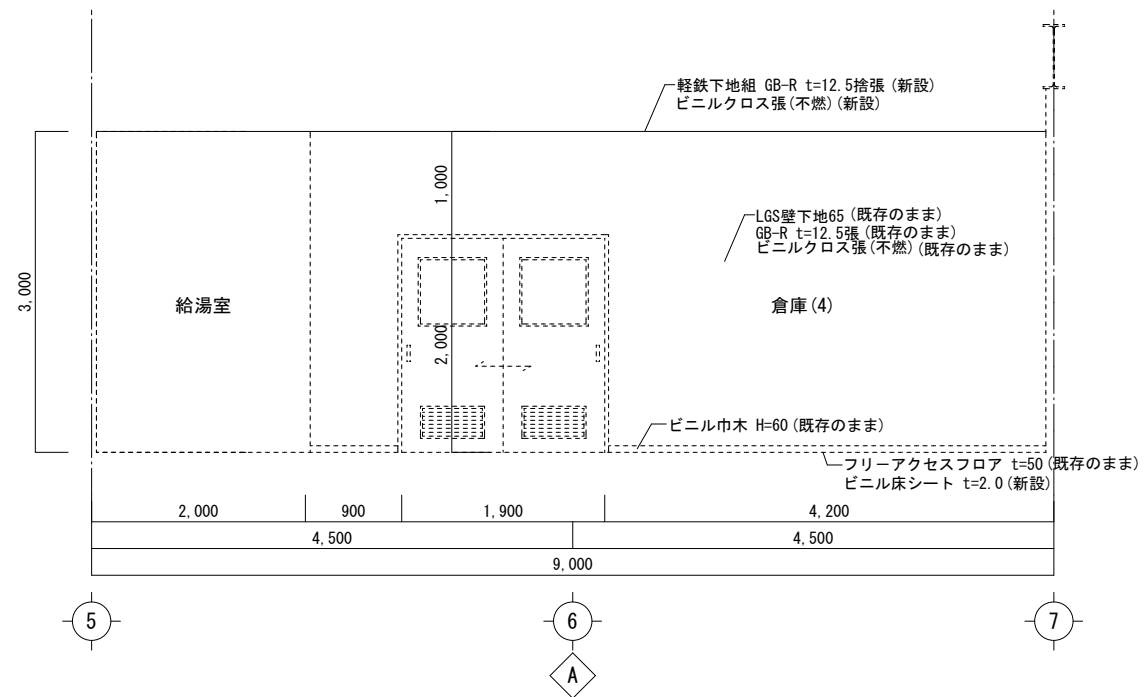 軽鉄下地組 GB-R t=12.5捨張(新設)
ビニルクロス張(不燃)(新設)
1,000
LGS壁下地65(既存のまま)
GB-R t=12.5張(既存のまま)
ビニルクロス張(不燃)(既存のまま)
3,000
給湯室
倉庫(4)
2,000
ビニル巾木 H=60(既存のまま)
フリーアクセスフロア t=50(既存のまま)
ビニル床シート t=2.0(新設)
2,000
900
1,900
4,200
4,500
4,500
9,000
5
6
7
A